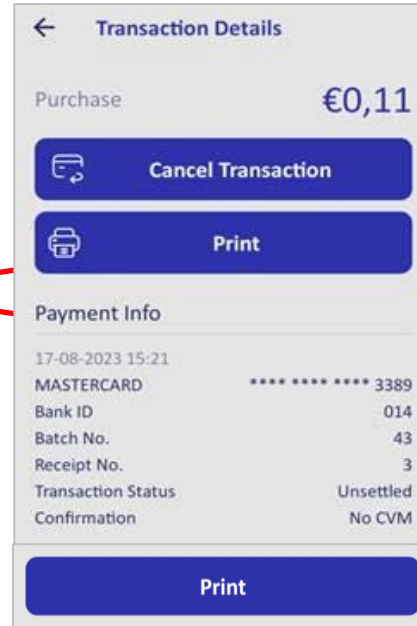 Transaction Details
Purchase €0,11
Cancel Transaction
Print
Payment Info
17-08-2023 15:21
MASTERCARD **** **** **** 3389
Bank ID 014
Batch No. 43
Receipt No. 3
Transaction Status Unsettled
Confirmation No CVM
Print